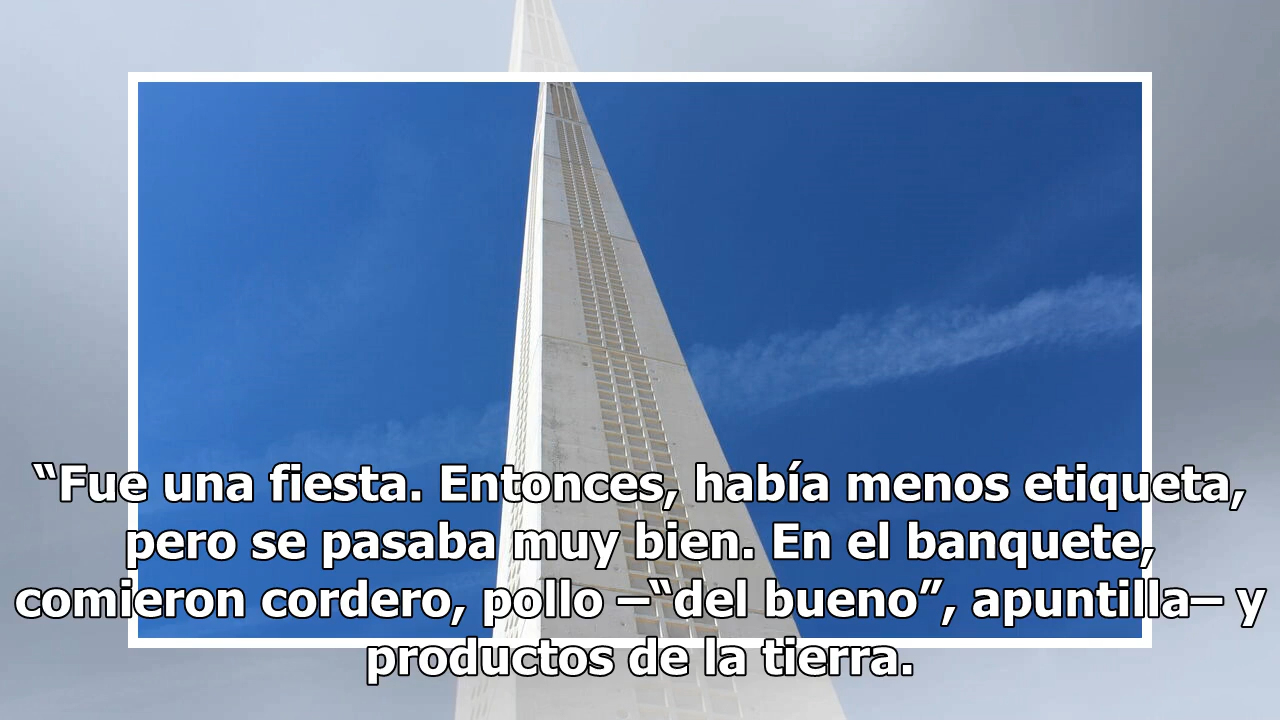 “Fue una fiesta. Entonces, había menos etiqueta,
pero se pasaba muy bien. En el banquete,
comieron cordero, pollo –“del bueno”, apuntilla– y
productos de la tierra.